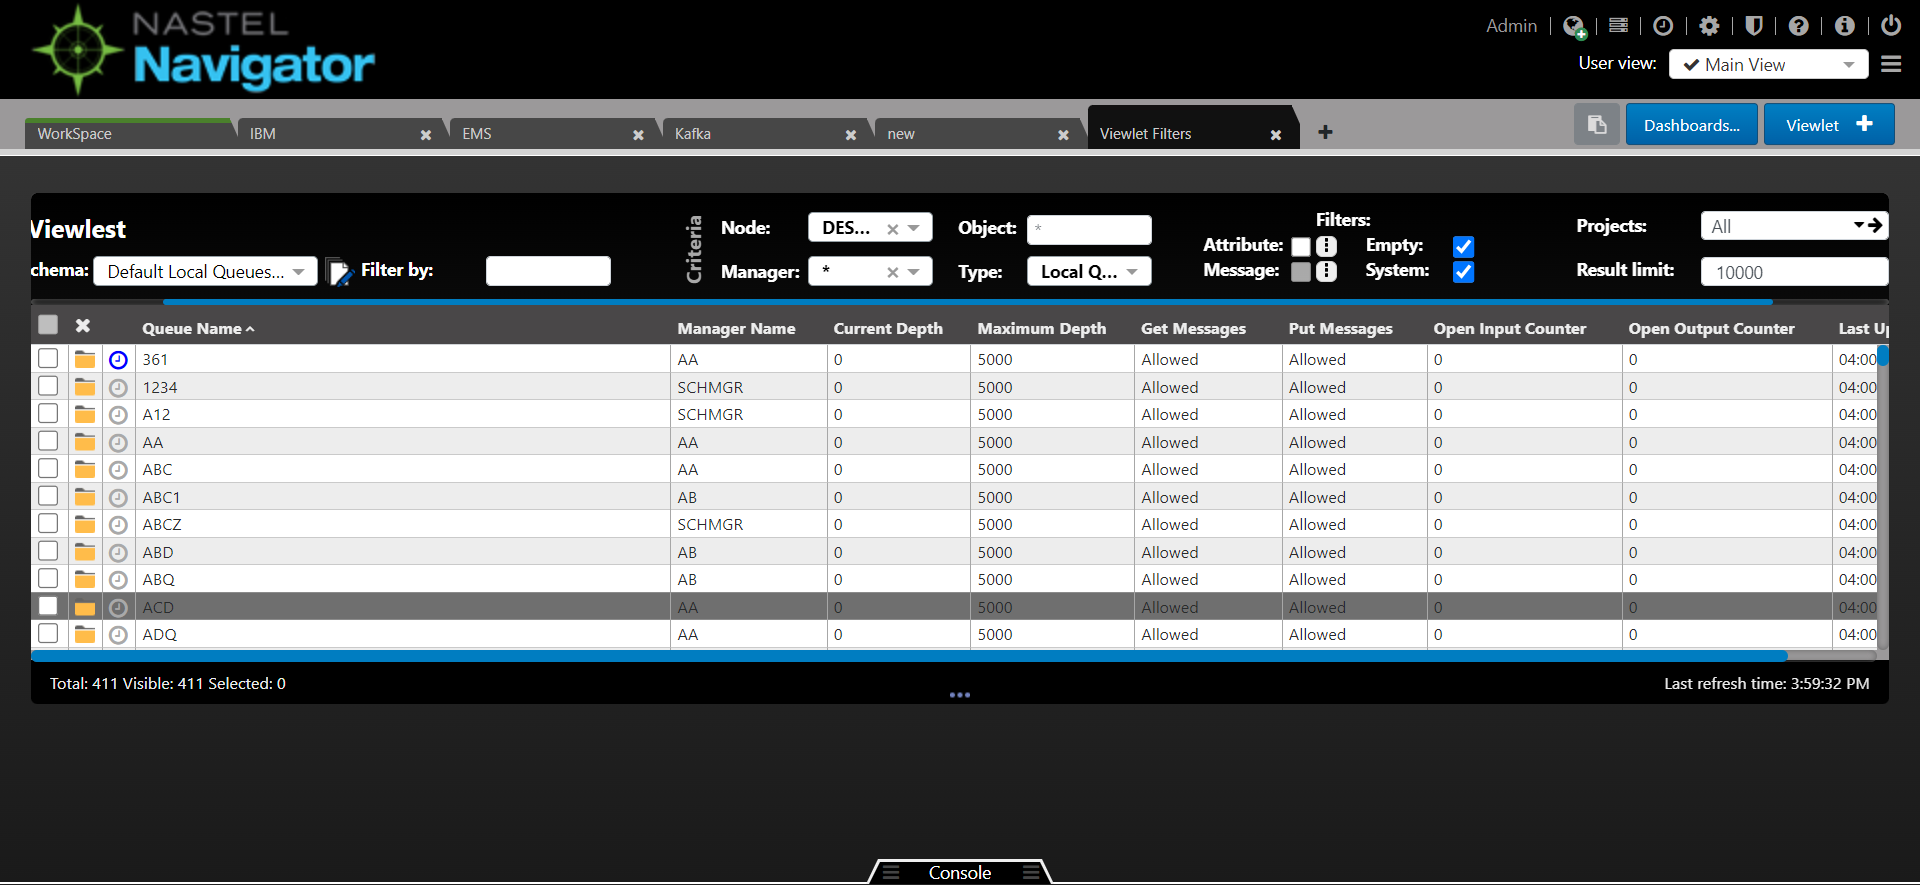 NASTEL
Navigator
Admin
User view: Main View
WorkSpace IBM EMS Kafka new Viewlet Filters
Dashboards... Viewlet
Viewlest
chema: Default Local Queues... Filter by:
Criteria
Node: DES... Object: *
Manager: * Type: Local Q...
Filters:
Attribute: Empty:
Message: System:
Projects: All
Result limit: 10000
Queue Name Manager Name Current Depth Maximum Depth Get Messages Put Messages Open Input Counter Open Output Counter Last Up
361 AA 0 5000 Allowed Allowed 0 0 04:00
1234 SCHMGR 0 5000 Allowed Allowed 0 0 04:00
A12 SCHMGR 0 5000 Allowed Allowed 0 0 04:00
AA AA 0 5000 Allowed Allowed 0 0 04:00
ABC AA 0 5000 Allowed Allowed 0 0 04:00
ABC1 AB 0 5000 Allowed Allowed 0 0 04:00
ABCZ SCHMGR 0 5000 Allowed Allowed 0 0 04:00
ABD AB 0 5000 Allowed Allowed 0 0 04:00
ABQ AB 0 5000 Allowed Allowed 0 0 04:00
ACD AA 0 5000 Allowed Allowed 0 0 04:00
ADQ AA 0 5000 Allowed Allowed 0 0 04:00
Total: 411 Visible: 411 Selected: 0
Last refresh time: 3:59:32 PM
Console